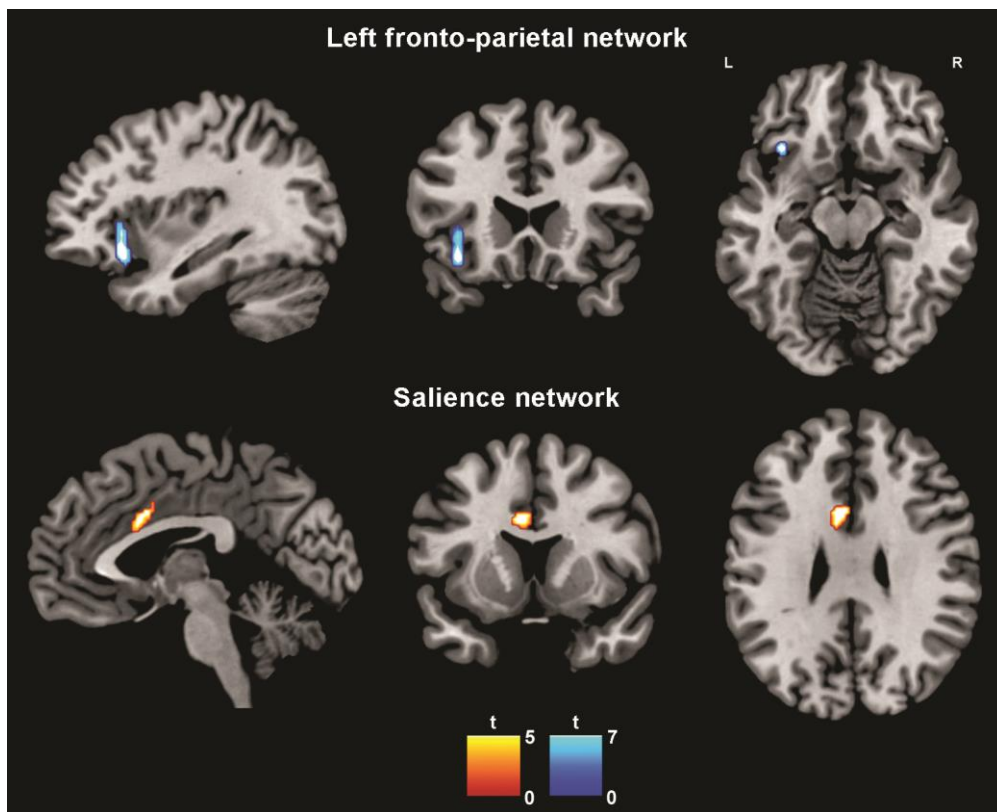 Left fronto-parietal network
L R
Salience network
t t
5 7
0 0